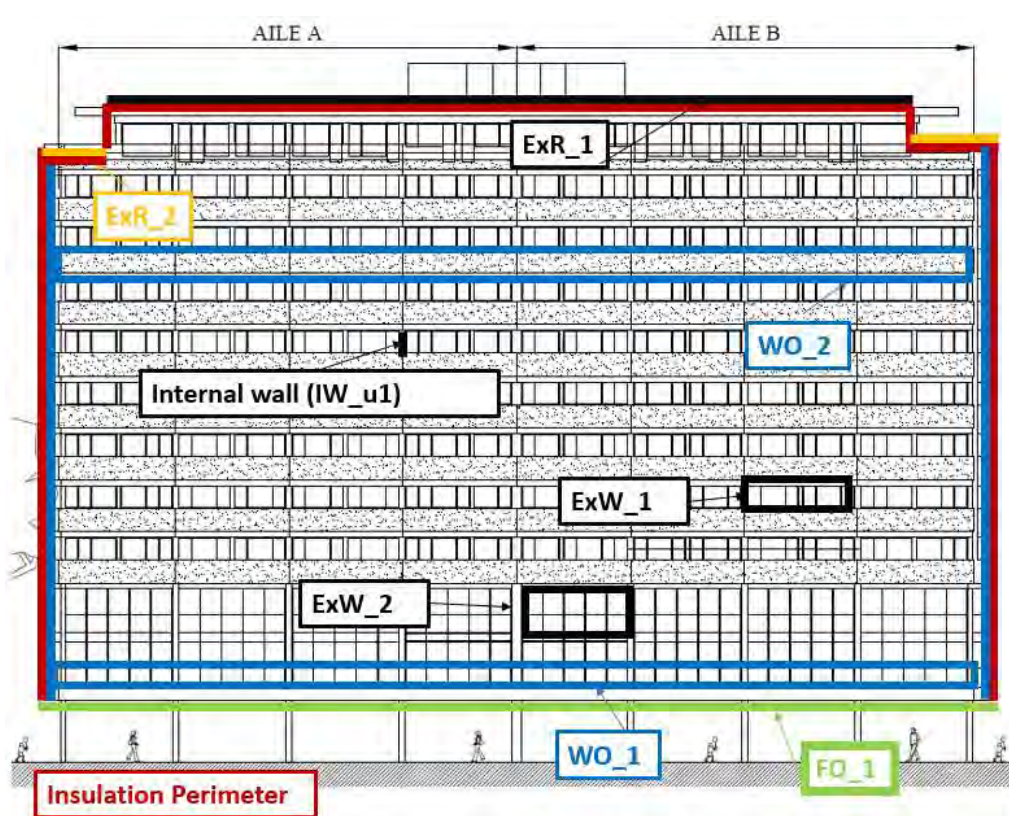 AILE A
AILE B
ExR_1
ExR_2
WO_2
Internal wall (IW_u1)
ExW_1
ExW_2
WO_1
FO_1
Insulation Perimeter